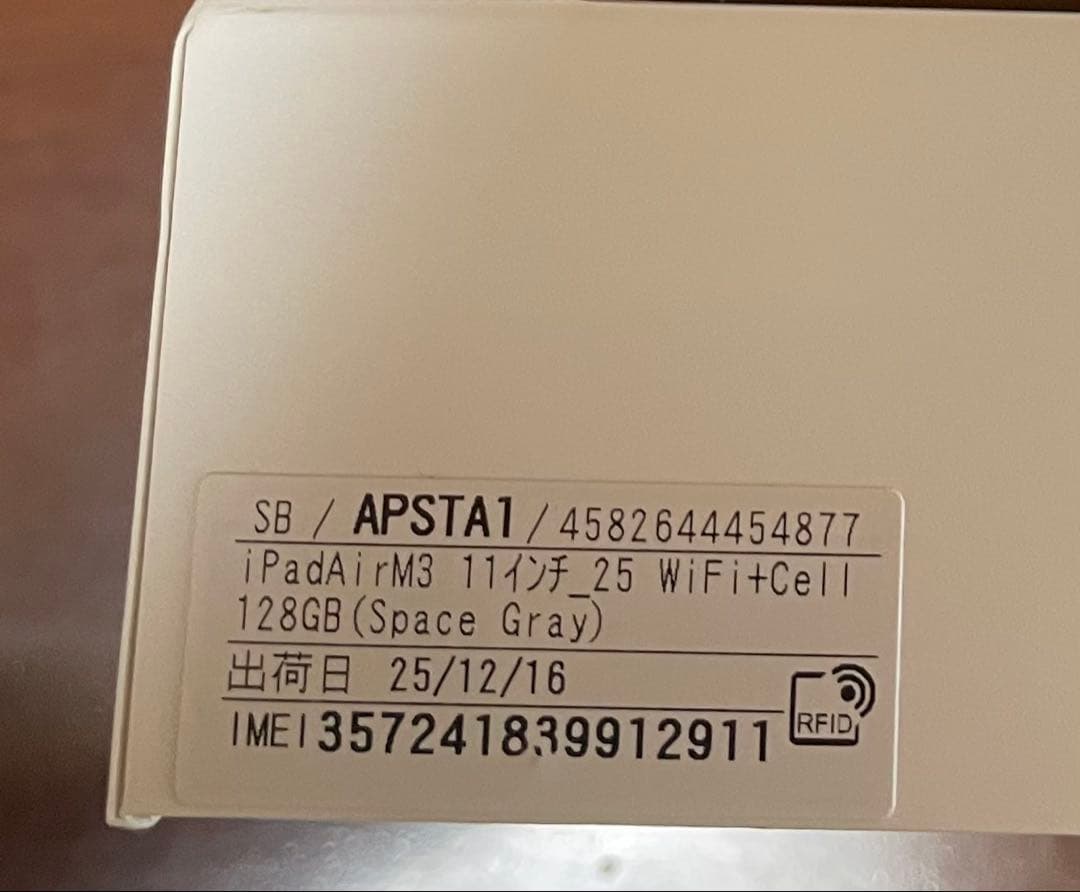 SB / APSTA1 / 4582644454877
iPadAirM3 11インチ_25 WiFi+Cell
128GB(Space Gray)
出荷日 25/12/16
RFID
IMEI357241839912911